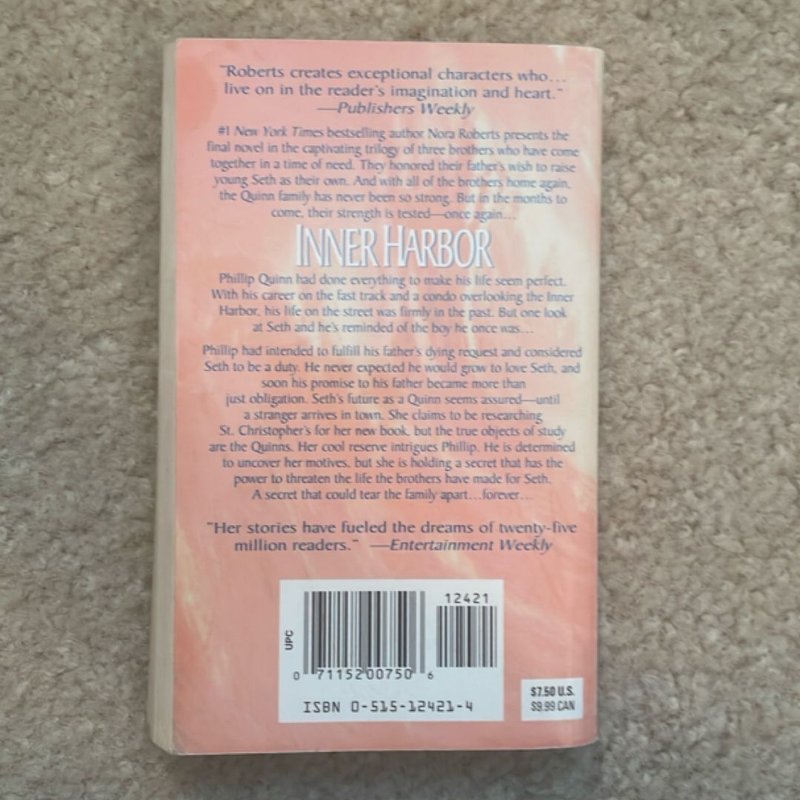 "Roberts creates exceptional characters who...
live on in the reader's imagination and heart."
—Publishers Weekly
#1 New York Times bestselling author Nora Roberts presents the
final novel in the captivating trilogy of three brothers who have come
together in a time of need. They honored their father's wish to raise
young Seth as their own. And with all of the brothers home again,
the Quinn family has never been so strong. But in the months to
come, their strength is tested—once again...
INNER HARBOR
Phillip Quinn had done everything to make his life seem perfect.
With his career on the fast track and a condo overlooking the Inner
Harbor, his life on the street was firmly in the past. But one look
at Seth and he's reminded of the boy he once was...
Phillip had intended to fulfill his father's dying request and considered
Seth to be a duty. He never expected he would grow to love Seth, and
soon his promise to his father became more than
just obligation. Seth's future as a Quinn seems assured—until
a stranger arrives in town. She claims to be researching
St. Christopher's for her new book, but the true objects of study
are the Quinns. Her cool reserve intrigues Phillip. He is determined
to uncover her motives, but she is holding a secret that has the
power to threaten the life the brothers have made for Seth.
A secret that could tear the family apart...forever...
"Her stories have fueled the dreams of twenty-five
million readers." —Entertainment Weekly
12421
UPC
0 71152 00750 6
ISBN 0-515-12421-4
$7.50 U.S.
$9.99 CAN